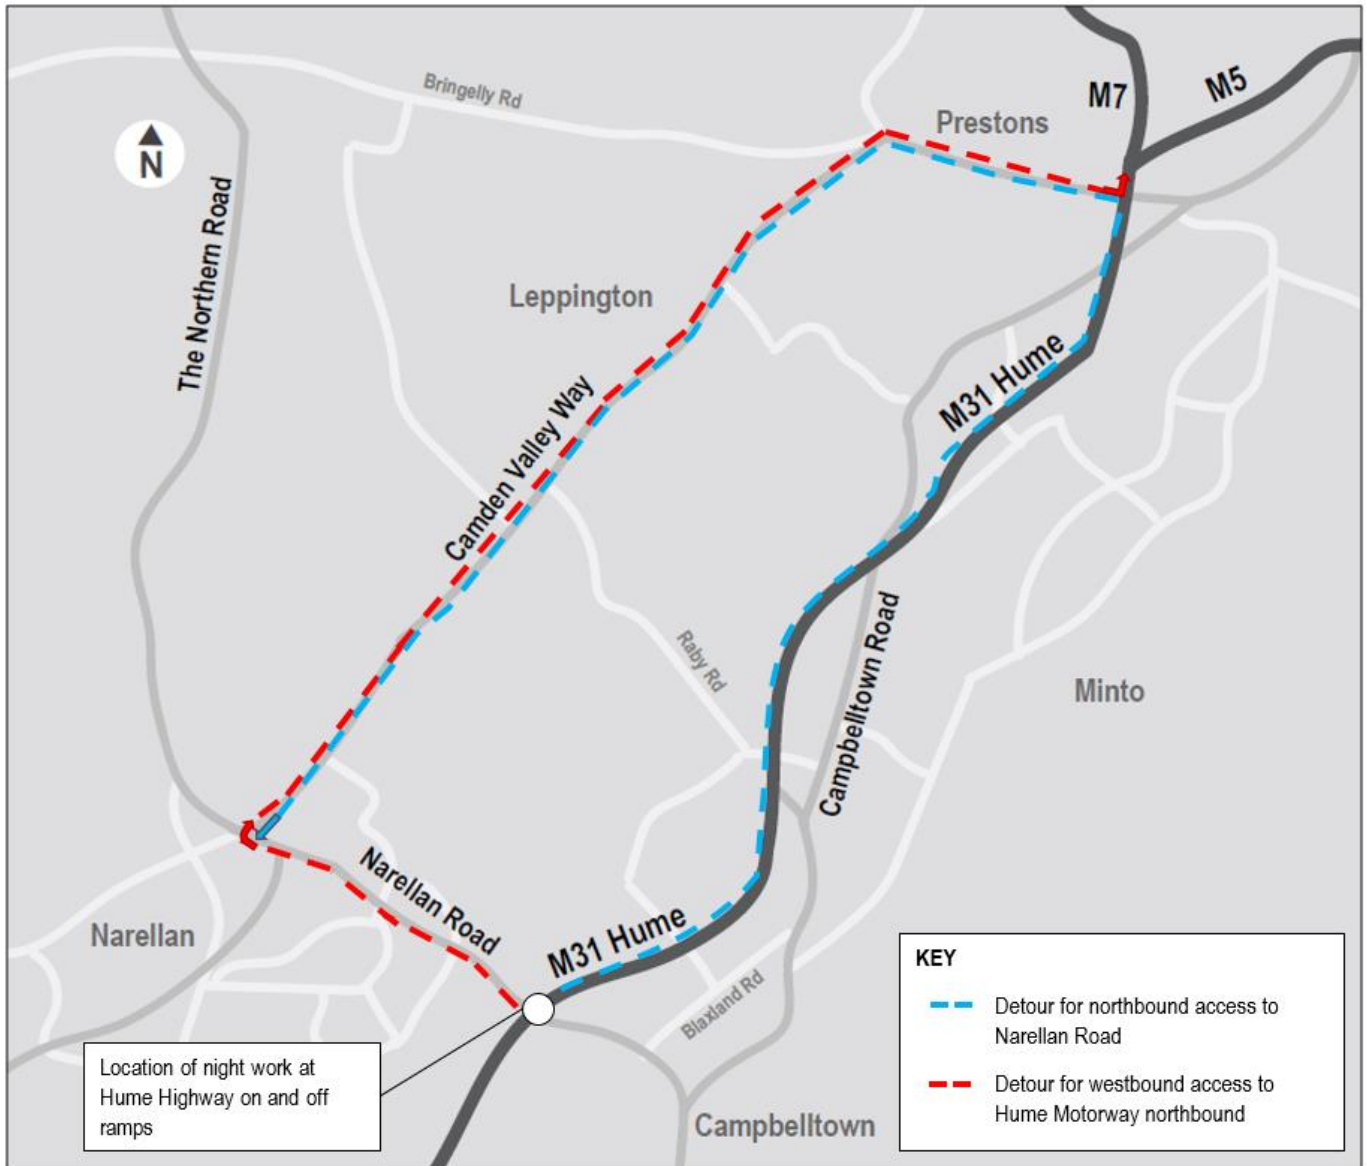 Bringelly Rd
M7
M5
Prestons
N
The Northern Road
Leppington
Camden Valley Way
M31 Hume
Raby Rd
Campbelltown Road
Minto
Narellan Road
Narellan
M31 Hume
Blaxland Rd
Campbelltown
Location of night work at
Hume Highway on and off
ramps
KEY
Detour for northbound access to
Narellan Road
Detour for westbound access to
Hume Motorway northbound